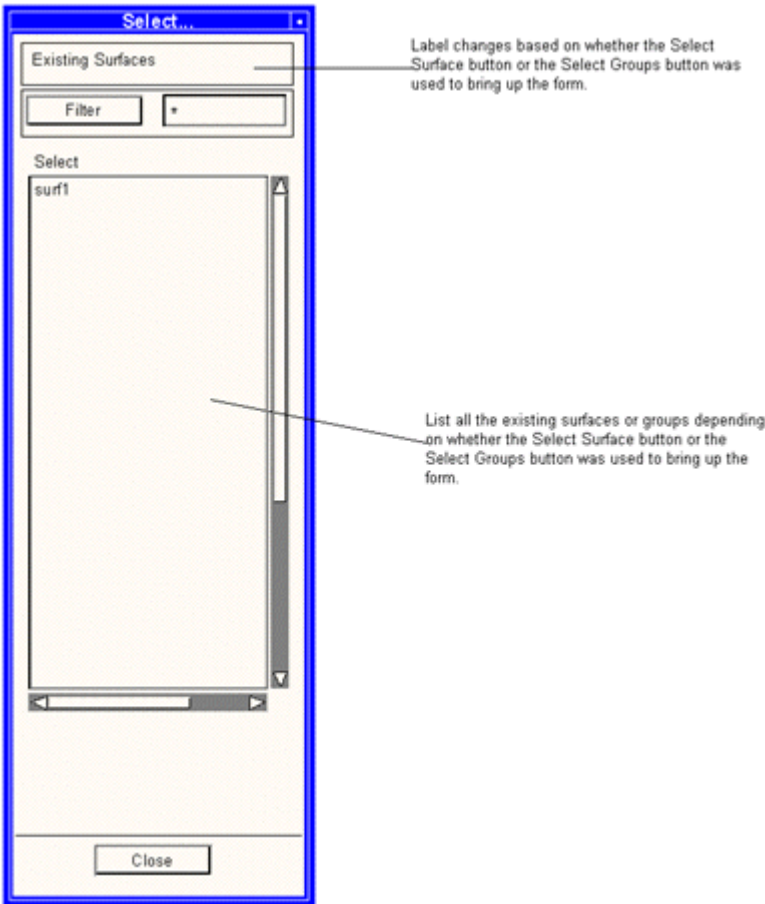 Select...
Existing Surfaces
Label changes based on whether the Select
Surface button or the Select Groups button was
used to bring up the form.
Filter
*
Select
surf1
List all the existing surfaces or groups depending
on whether the Select Surface button or the
Select Groups button was used to bring up the
form.
Close